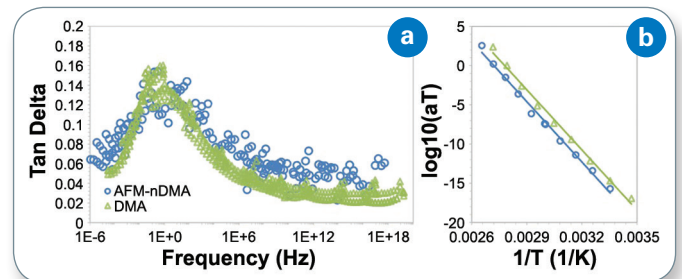 a
0.2
0.18
0.16
0.14
0.12
0.1
0.08
0.06
0.04
0.02
0
Tan Delta
AFM-nDMA
DMA
1E-6 1E+0 1E+6 1E+12 1E+18
Frequency (Hz)
b
5
0
-5
-10
-15
-20
log10(aT)
0.0026 0.0029 0.0032 0.0035
1/T (1/K)